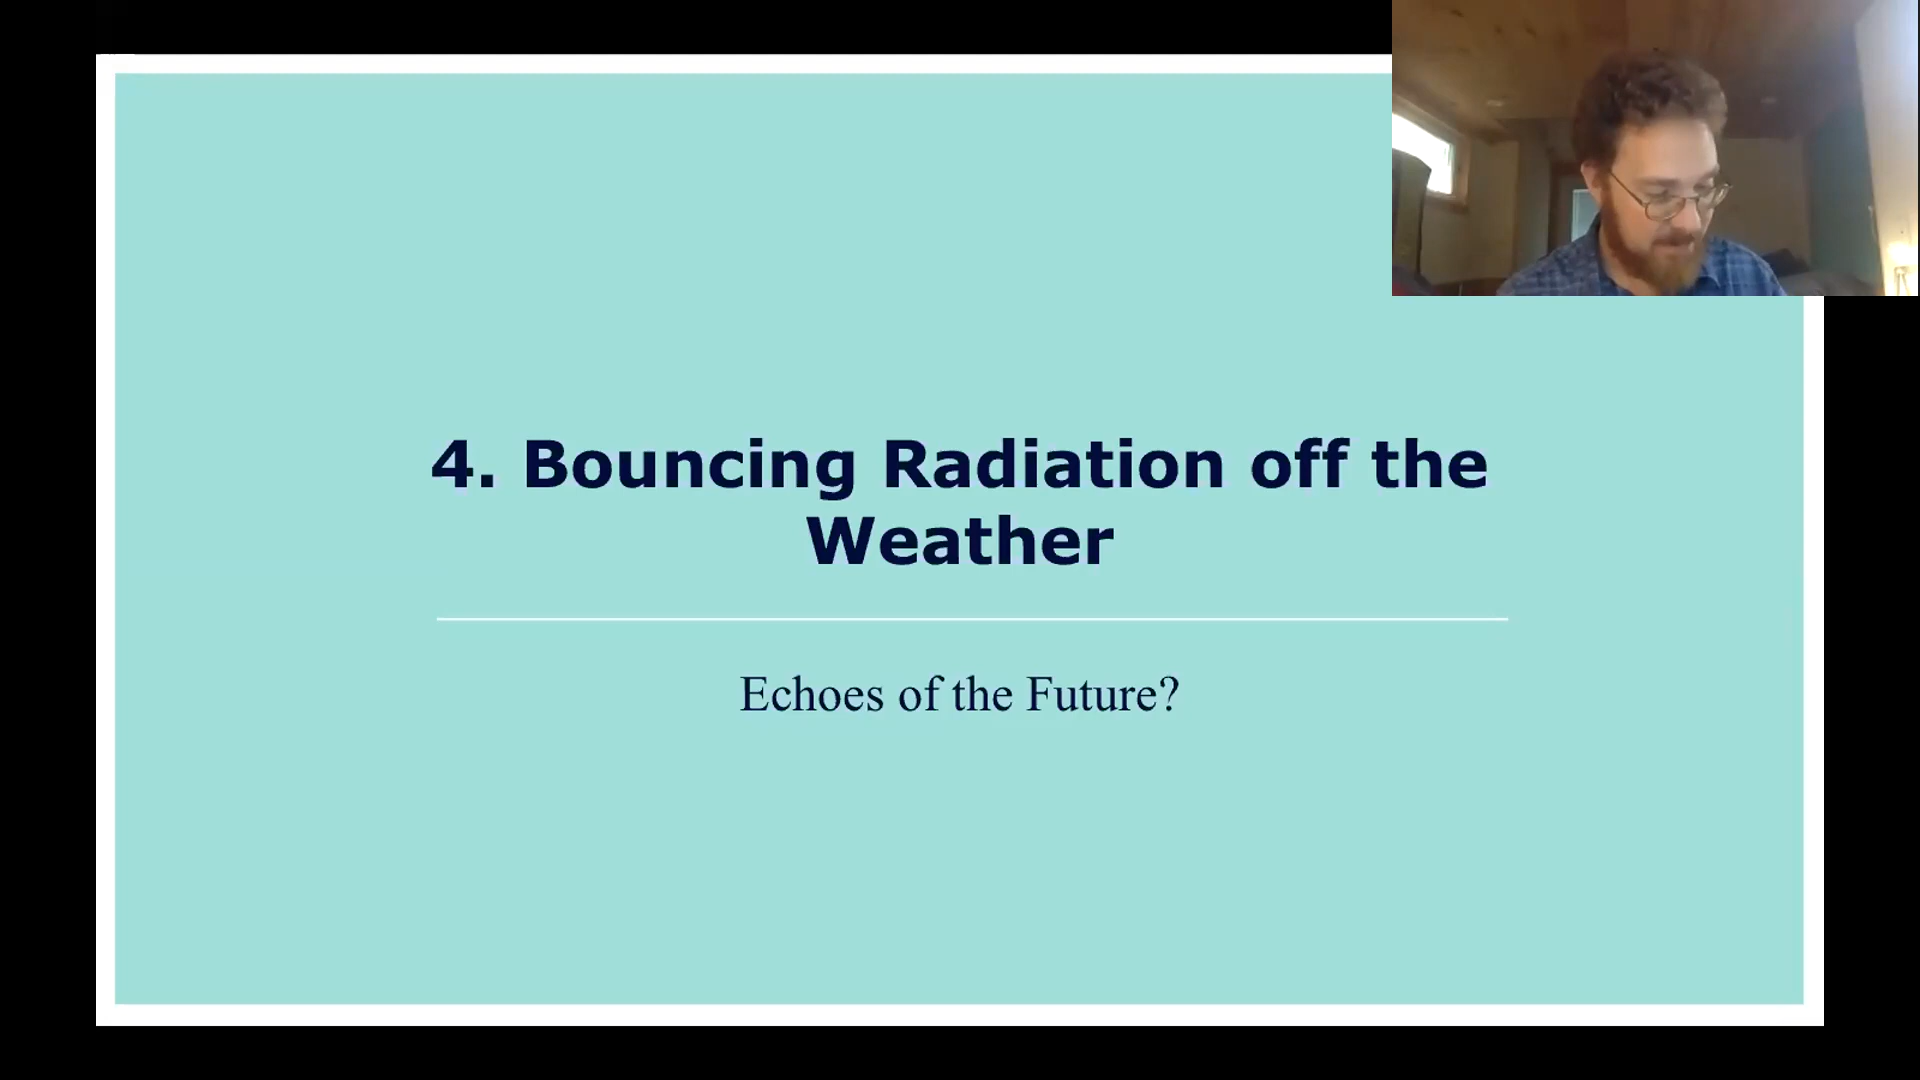 4. Bouncing Radiation off the
Weather
Echoes of the Future?